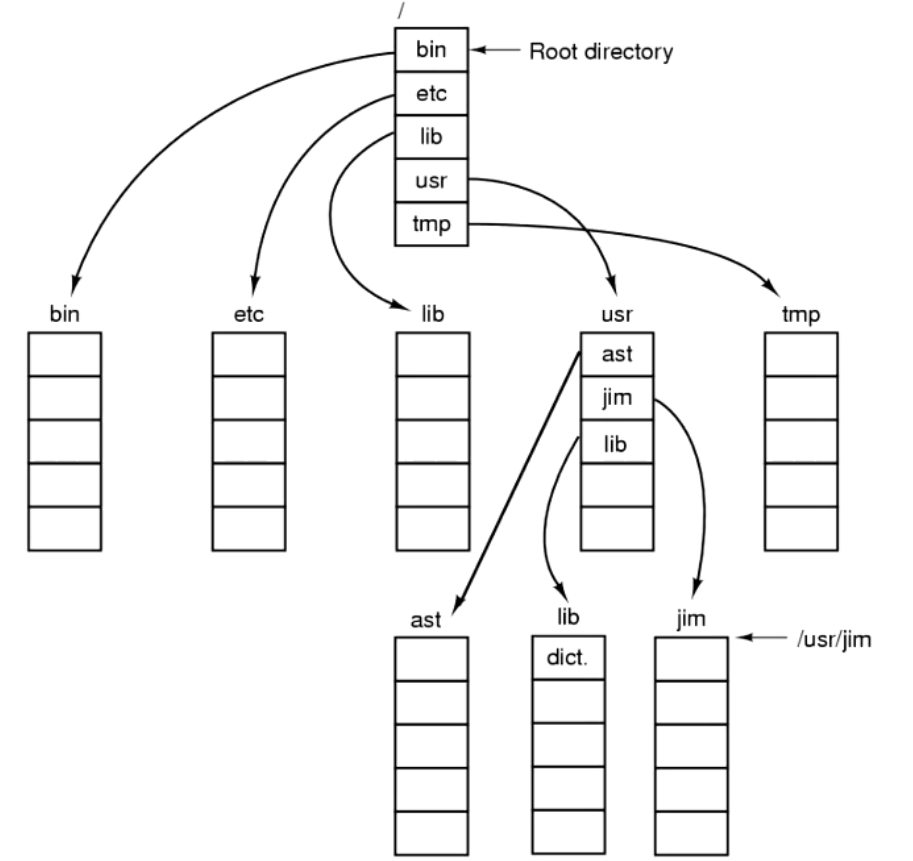 /
bin
Root directory
etc
lib
usr
tmp
bin
etc
lib
usr
tmp
ast
jim
lib
ast
lib
jim
/usr/jim
dict.